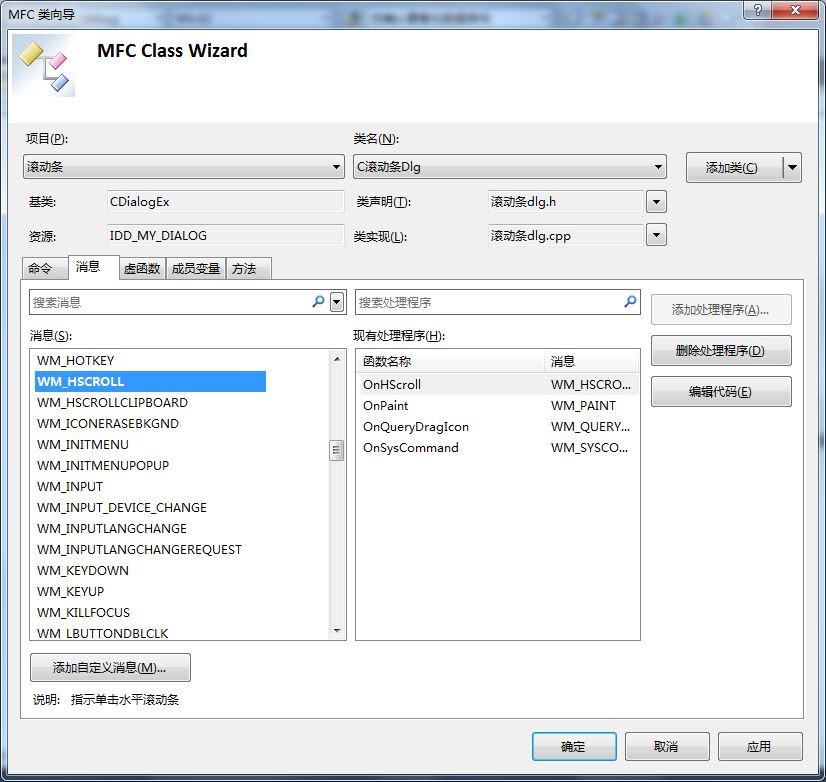 MFC 类向导
MFC Class Wizard
项目(P):
类名(N):
滚动条
C滚动条Dlg
添加类(C)
基类:
CDialogEx
类声明(T):
滚动条dlg.h
资源:
IDD_MY_DIALOG
类实现(L):
滚动条dlg.cpp
命令
消息
虚函数
成员变量
方法
搜索消息
搜索处理程序
添加处理程序(A)...
消息(S):
现有处理程序(H):
删除处理程序(D)
编辑代码(E)
WM_HOTKEY
WM_HSCROLL
WM_HSCROLLCLIPBOARD
WM_ICONERASEBKGND
WM_INITMENU
WM_INITMENUPOPUP
WM_INPUT
WM_INPUT_DEVICE_CHANGE
WM_INPUTLANGCHANGE
WM_INPUTLANGCHANGEREQUEST
WM_KEYDOWN
WM_KEYUP
WM_KILLFOCUS
WM_LBUTTONDBLCLK
函数名称 消息
OnHScroll WM_HSCRO...
OnPaint WM_PAINT
OnQueryDragIcon WM_QUERY...
OnSysCommand WM_SYSCO...
添加自定义消息(M)...
说明: 指示单击水平滚动条
确定
取消
应用